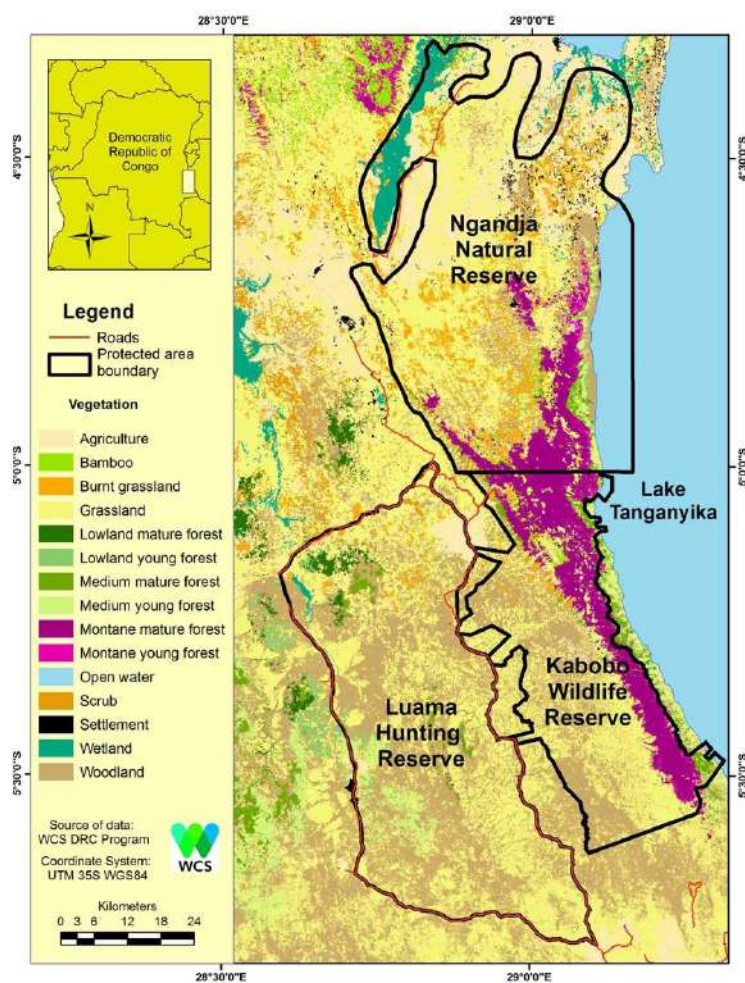 28°30'0"E
29°0'0"E
Democratic
Republic of
Congo
N
4°30'0"S
4°30'0"S
Ngandja
Natural
Reserve
Legend
Roads
Protected area
boundary
Vegetation
Agriculture
Bamboo
Burnt grassland
Grassland
Lowland mature forest
Lowland young forest
Medium mature forest
Medium young forest
Montane mature forest
Montane young forest
Open water
Scrub
Settlement
Wetland
Woodland
5°0'0"S
5°0'0"S
Lake
Tanganyika
Kabobo
Wildlife
Reserve
Luama
Hunting
Reserve
5°30'0"S
5°30'0"S
Source of data:
WCS DRC Program
Coordinate System:
UTM 35S WGS84
WCS
Kilometers
0 3 6 12 18 24
28°30'0"E
29°0'0"E